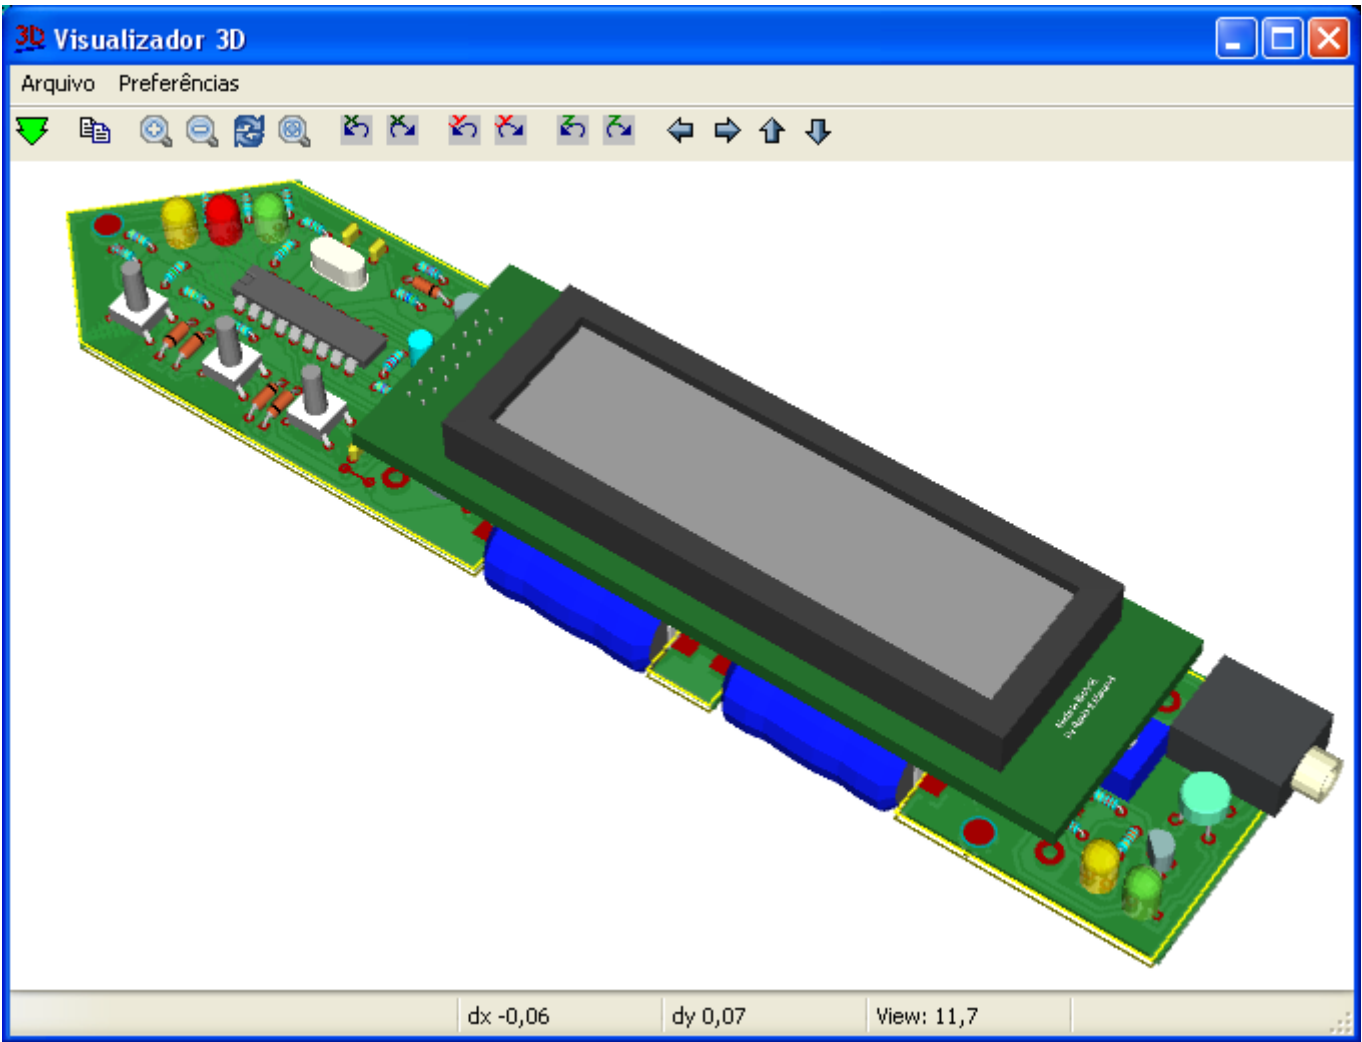 3D Visualizador 3D
Arquivo Preferências
dx -0,06 dy 0,07 View: 11,7